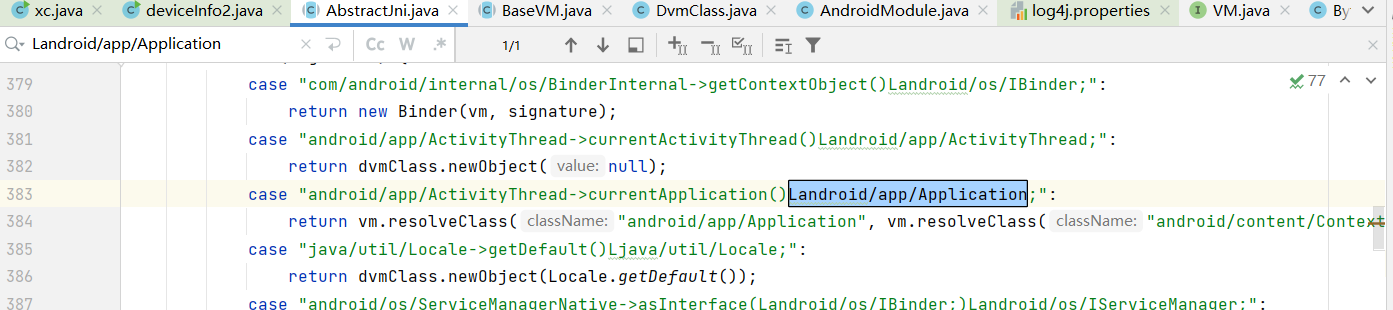 xc.java deviceInfo2.java AbstractJni.java BaseVM.java DvmClass.java AndroidModule.java log4j.properties VM.java By
Landroid/app/Application Cc W .* 1/1
379 case "com/android/internal/os/BinderInternal->getContextObject()Landroid/os/IBinder;": 77
380 return new Binder(vm, signature);
381 case "android/app/ActivityThread->currentActivityThread()Landroid/app/ActivityThread;":
382 return dvmClass.newObject( value: null);
383 case "android/app/ActivityThread->currentApplication()Landroid/app/Application;":
384 return vm.resolveClass( className: "android/app/Application", vm.resolveClass( className: "android/content/Context
385 case "java/util/Locale->getDefault()Ljava/util/Locale;":
386 return dvmClass.newObject(Locale.getDefault());
387 case "android/os/ServiceManagerNative->asInterface(Landroid/os/IBinder;)Landroid/os/IServiceManager;":